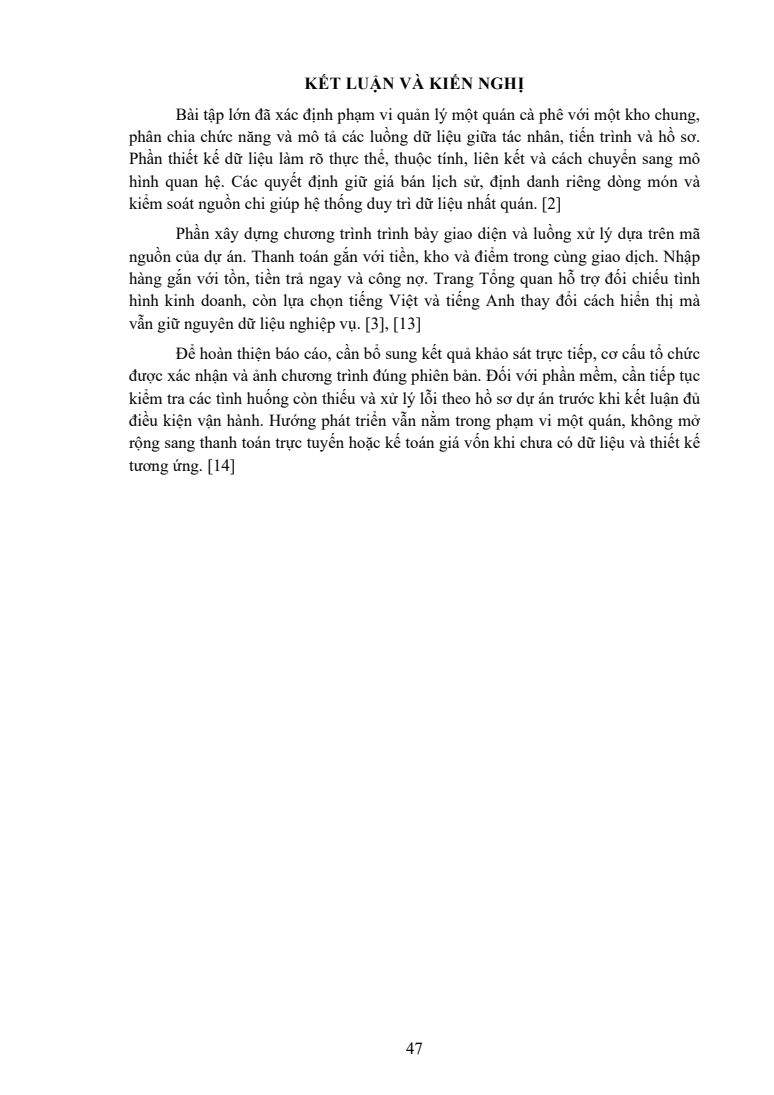 KẾT LUẬN VÀ KIẾN NGHỊ
Bài tập lớn đã xác định phạm vi quản lý một quán cà phê với một kho chung,
phân chia chức năng và mô tả các luồng dữ liệu giữa tác nhân, tiến trình và hồ sơ.
Phần thiết kế dữ liệu làm rõ thực thể, thuộc tính, liên kết và cách chuyển sang mô
hình quan hệ. Các quyết định giữ giá bán lịch sử, định danh riêng dòng món và
kiểm soát nguồn chi giúp hệ thống duy trì dữ liệu nhất quán. [2]
Phần xây dựng chương trình trình bày giao diện và luồng xử lý dựa trên mã
nguồn của dự án. Thanh toán gắn với tiền, kho và điểm trong cùng giao dịch. Nhập
hàng gắn với tồn, tiền trả ngay và công nợ. Trang Tổng quan hỗ trợ đối chiếu tình
hình kinh doanh, còn lựa chọn tiếng Việt và tiếng Anh thay đổi cách hiển thị mà
vẫn giữ nguyên dữ liệu nghiệp vụ. [3], [13]
Để hoàn thiện báo cáo, cần bổ sung kết quả khảo sát trực tiếp, cơ cấu tổ chức
được xác nhận và ảnh chương trình đúng phiên bản. Đối với phần mềm, cần tiếp tục
kiểm tra các tình huống còn thiếu và xử lý lỗi theo hồ sơ dự án trước khi kết luận đủ
điều kiện vận hành. Hướng phát triển vẫn nằm trong phạm vi một quán, không mở
rộng sang thanh toán trực tuyến hoặc kế toán giá vốn khi chưa có dữ liệu và thiết kế
tương ứng. [14]
47